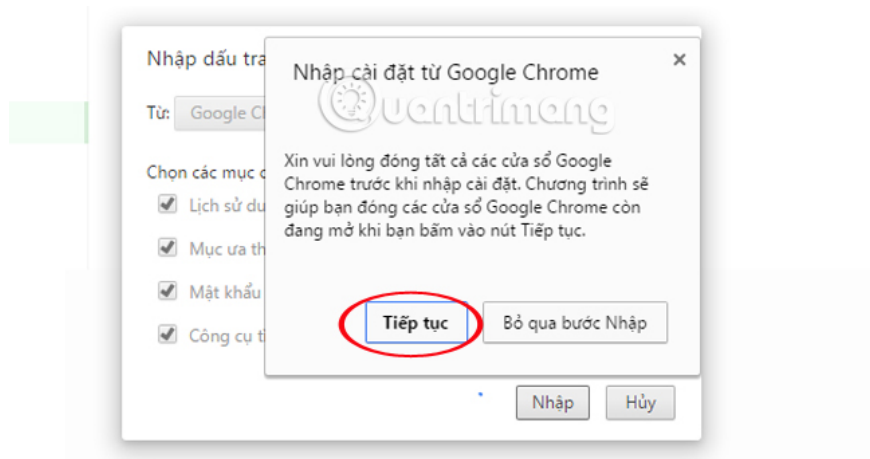 Nhập dấu tra
Từ: Google Ch
Chọn các mục c
Lịch sử du
Mục ưa th
Mật khẩu
Công cụ t
Nhập cài đặt từ Google Chrome
×
Quantrimang
Xin vui lòng đóng tất cả các cửa sổ Google
Chrome trước khi nhập cài đặt. Chương trình sẽ
giúp bạn đóng các cửa sổ Google Chrome còn
đang mở khi bạn bấm vào nút Tiếp tục.
Tiếp tục
Bỏ qua bước Nhập
Nhập
Hủy